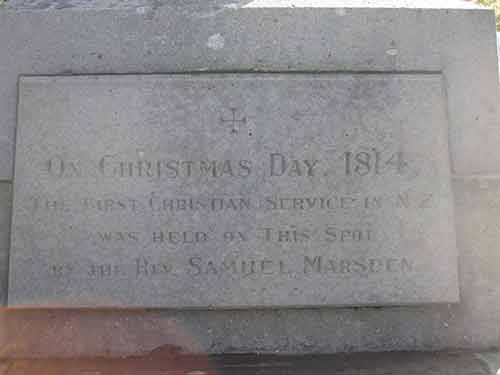 On Christmas Day, 1814,
The First Christian Service in N.Z.
was held on This Spot
by the Rev. Samuel Marsden.